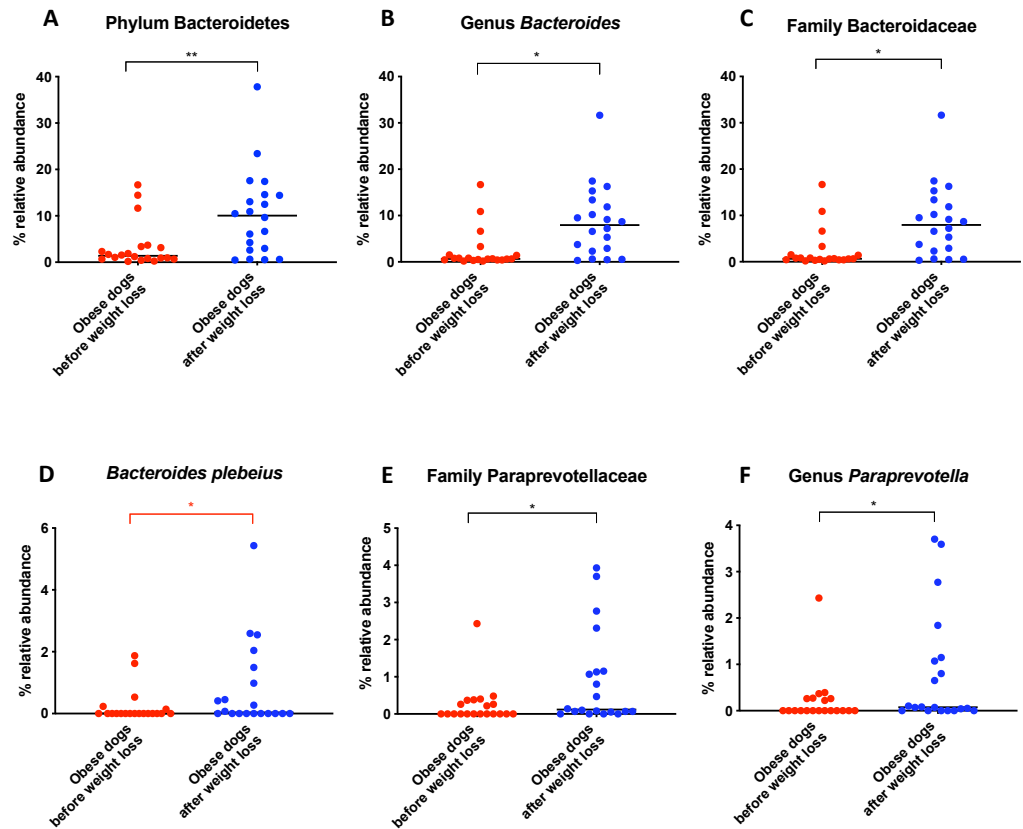 A Phylum Bacteroidetes
**
% relative abundance
40
30
20
10
0
Obese dogs
before weight loss
Obese dogs
after weight loss
B Genus Bacteroides
*
% relative abundance
40
30
20
10
0
Obese dogs
before weight loss
Obese dogs
after weight loss
C Family Bacteroidaceae
*
% relative abundance
40
30
20
10
0
Obese dogs
before weight loss
Obese dogs
after weight loss
D Bacteroides plebeius
*
% relative abundance
6
4
2
0
Obese dogs
before weight loss
Obese dogs
after weight loss
E Family Paraprevotellaceae
*
% relative abundance
5
4
3
2
1
0
Obese dogs
before weight loss
Obese dogs
after weight loss
F Genus Paraprevotella
*
% relative abundance
4
3
2
1
0
Obese dogs
before weight loss
Obese dogs
after weight loss